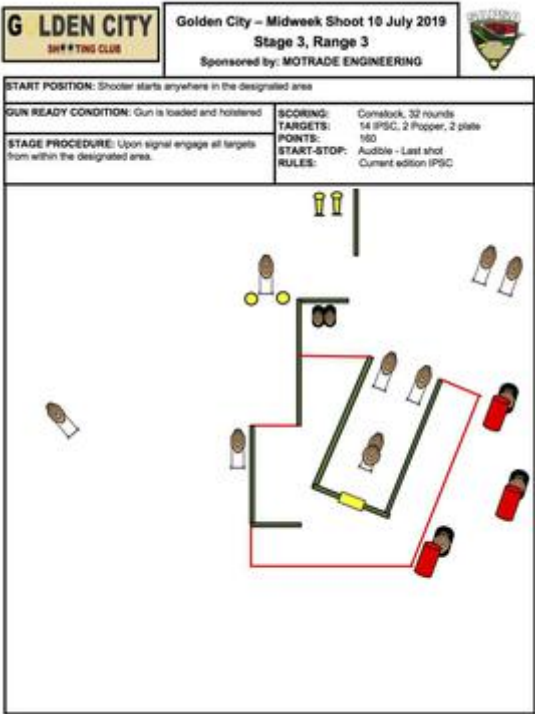 G LDEN CITY
SH**TING CLUB
Golden City – Midweek Shoot 10 July 2019
Stage 3, Range 3
Sponsored by: MOTRADE ENGINEERING
START POSITION: Shooter starts anywhere in the designated area
GUN READY CONDITION: Gun is loaded and holstered
STAGE PROCEDURE: Upon signal engage all targets
from within the designated area.
SCORING: Comstock, 32 rounds
TARGETS: 14 IPSC, 2 Popper, 2 plate
POINTS: 160
START-STOP: Audible - Last shot
RULES: Current edition IPSC